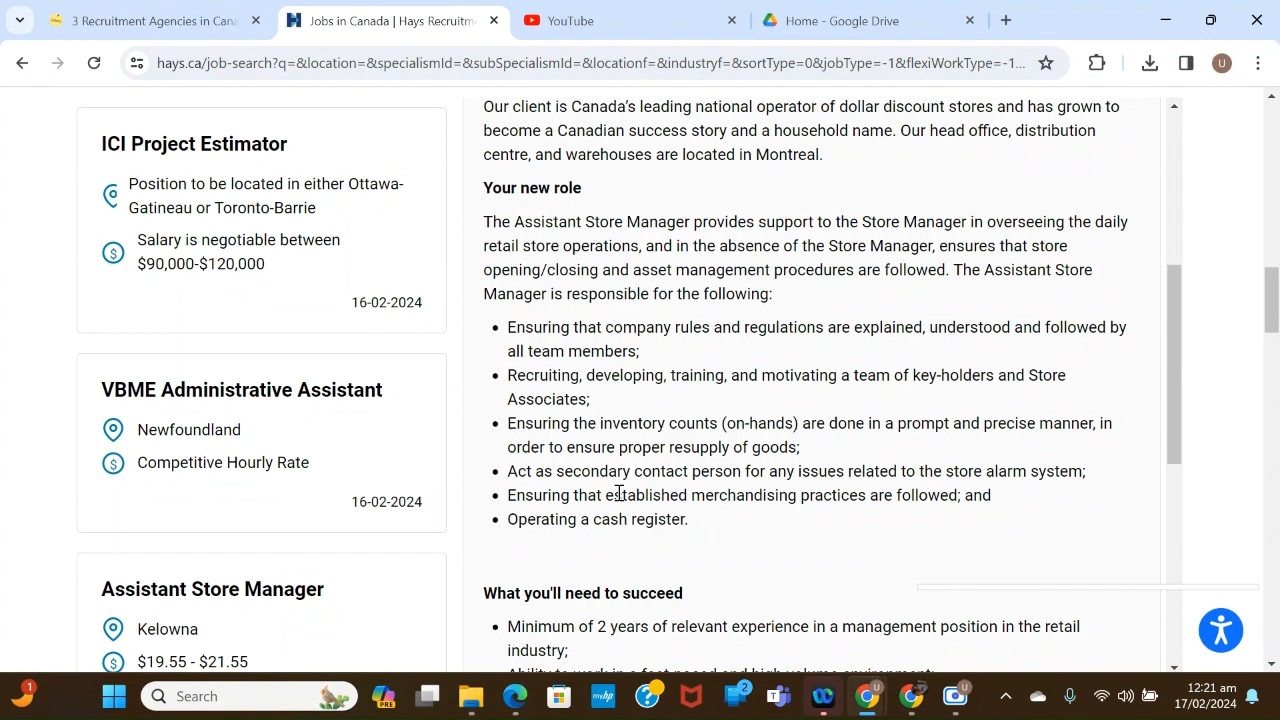 3 Recruitment Agencies in Cana
Jobs in Canada | Hays Recruitm
YouTube
Home - Google Drive
hays.ca/job-search?q=&location=&specialismId=&subSpecialismId=&locationf=&industryf=&sortType=0&jobType=-1&flexiWorkType=-1...
U
ICI Project Estimator
Position to be located in either Ottawa-
Gatineau or Toronto-Barrie
Salary is negotiable between
$90,000-$120,000
16-02-2024
VBME Administrative Assistant
Newfoundland
Competitive Hourly Rate
16-02-2024
Assistant Store Manager
Kelowna
$19.55 - $21.55
Our client is Canada's leading national operator of dollar discount stores and has grown to
become a Canadian success story and a household name. Our head office, distribution
centre, and warehouses are located in Montreal.
Your new role
The Assistant Store Manager provides support to the Store Manager in overseeing the daily
retail store operations, and in the absence of the Store Manager, ensures that store
opening/closing and asset management procedures are followed. The Assistant Store
Manager is responsible for the following:
• Ensuring that company rules and regulations are explained, understood and followed by
all team members;
• Recruiting, developing, training, and motivating a team of key-holders and Store
Associates;
• Ensuring the inventory counts (on-hands) are done in a prompt and precise manner, in
order to ensure proper resupply of goods;
• Act as secondary contact person for any issues related to the store alarm system;
• Ensuring that established merchandising practices are followed; and
• Operating a cash register.
What you'll need to succeed
• Minimum of 2 years of relevant experience in a management position in the retail
industry;
1
Search
PRE
myhp
2
12:21 am
17/02/2024